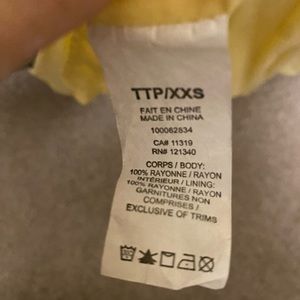 TTP/XXS
FAIT EN CHINE
MADE IN CHINA
100062834
CA# 11319
RN# 121340
CORPS / BODY:
100% RAYONNE / RAYON
INTÉRIEUR / LINING:
100% RAYONNE / RAYON
GARNITURES NON
COMPRISES /
EXCLUSIVE OF TRIMS